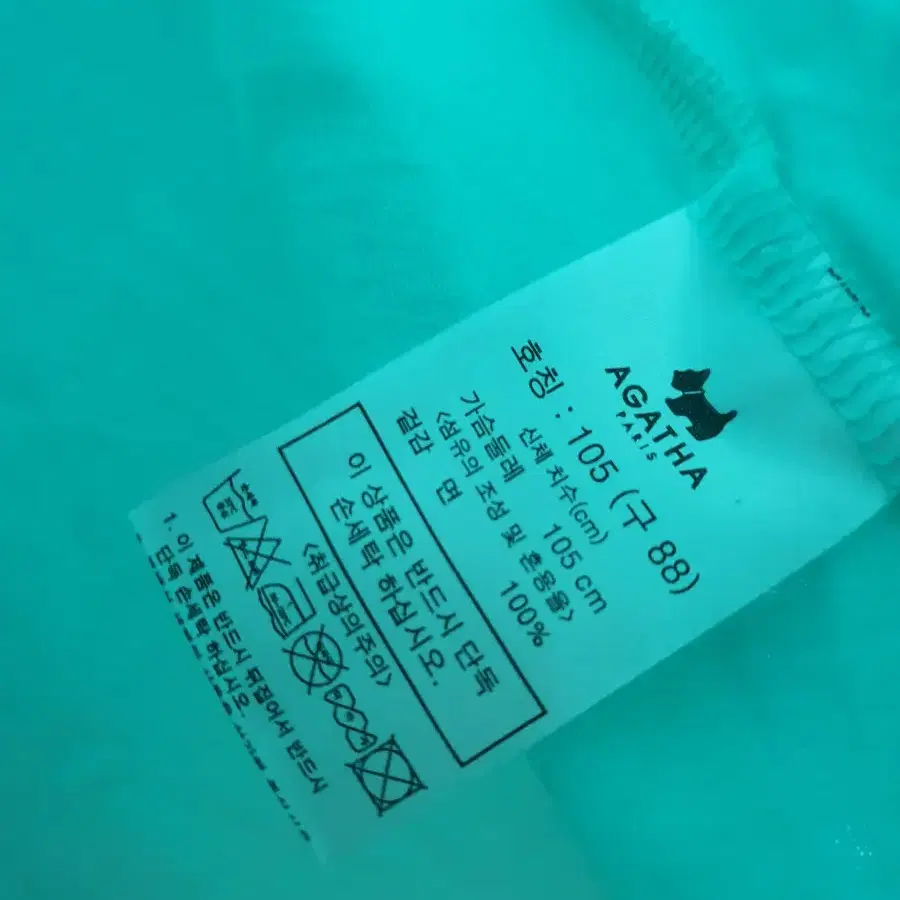 AGATHA
PARIS
호칭 : 105 (구 88)
신체 치수(cm)
가슴둘레 105 cm
<섬유의 조성 및 혼용율>
겉감 면 100%
이 상품은 반드시 단독
손세탁 하십시오.
<취급상의주의>
1. 이 제품은 반드시 뒤집어서 반드시
단독 손세탁 하십시오.